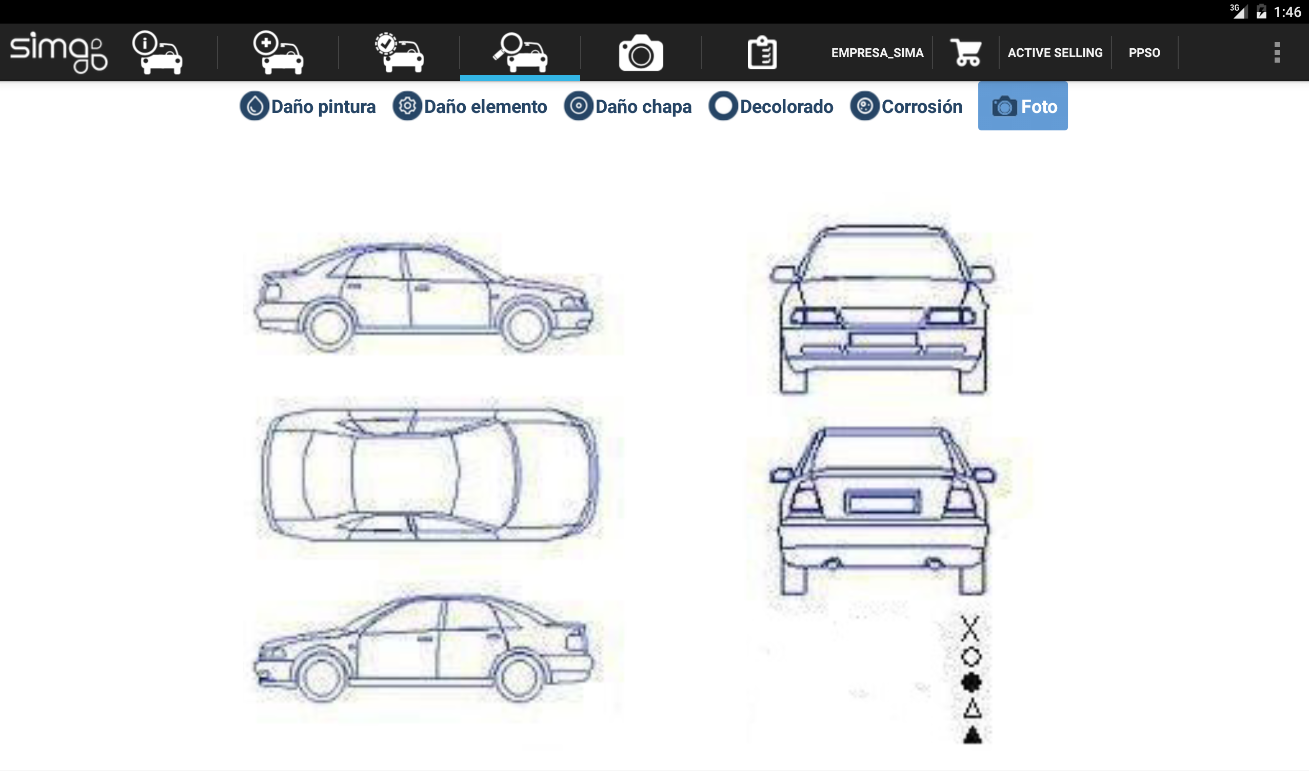 3G 1:46
sima EMPRESA_SIMA ACTIVE SELLING PPSO
Daño pintura Daño elemento Daño chapa Decolorado Corrosión Foto